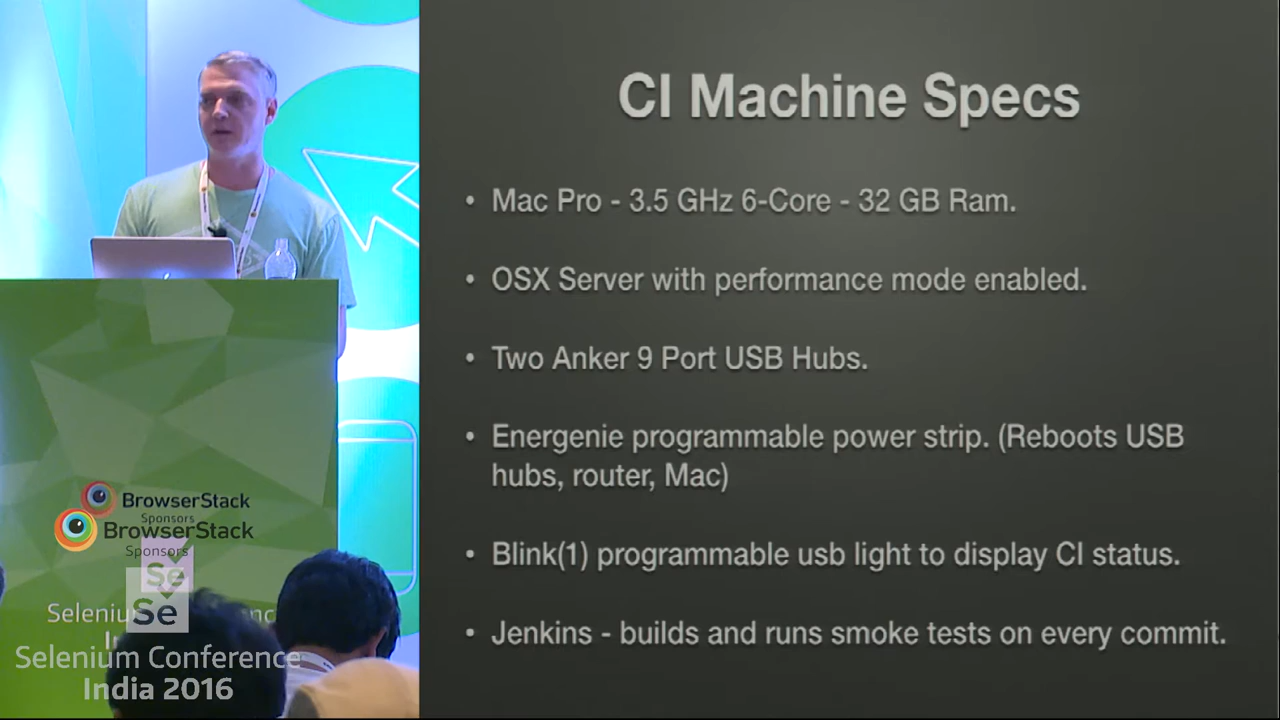 CI Machine Specs
• Mac Pro - 3.5 GHz 6-Core - 32 GB Ram.
• OSX Server with performance mode enabled.
• Two Anker 9 Port USB Hubs.
• Energenie programmable power strip. (Reboots USB
hubs, router, Mac)
• Blink(1) programmable usb light to display CI status.
• Jenkins - builds and runs smoke tests on every commit.
BrowserStack
Sponsors
BrowserStack
Sponsors
Se
Se
Selenium Conference
India 2016